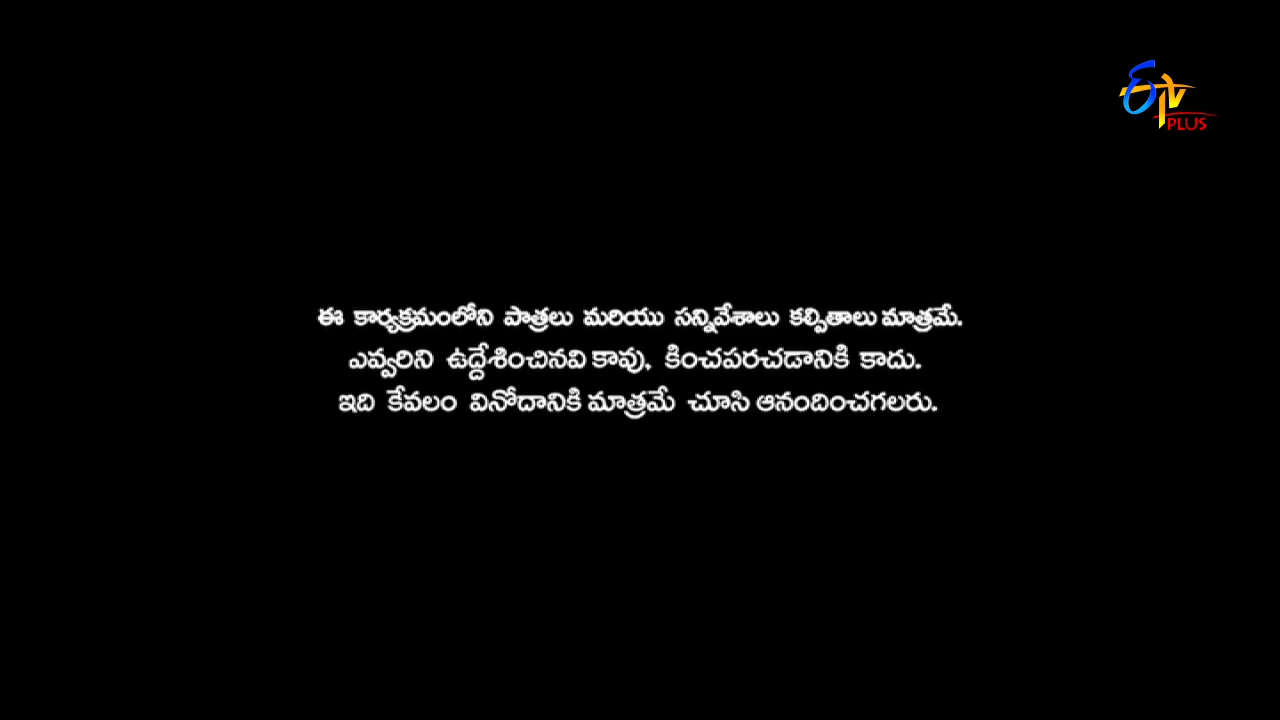 ETV
PLUS
ఈ కార్యక్రమంలోని పాత్రలు మరియు సన్నివేశాలు కల్పితాలు మాత్రమే.
ఎవ్వరిని ఉద్దేశించినవి కావు, కించపరచడానికి కాదు.
ఇది కేవలం వినోదానికి మాత్రమే చూసి ఆనందించగలరు.